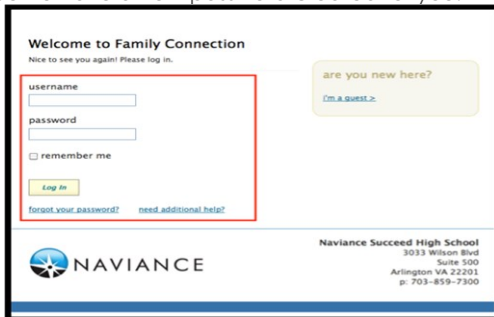 Welcome to Family Connection
Nice to see you again! Please log in.
username
password
remember me
Log In
forgot your password? need additional help?
are you new here?
I'm a guest >
NAVIANCE
Naviance Succeed High School
3033 Wilson Blvd
Suite 500
Arlington VA 22201
p: 703-859-7300